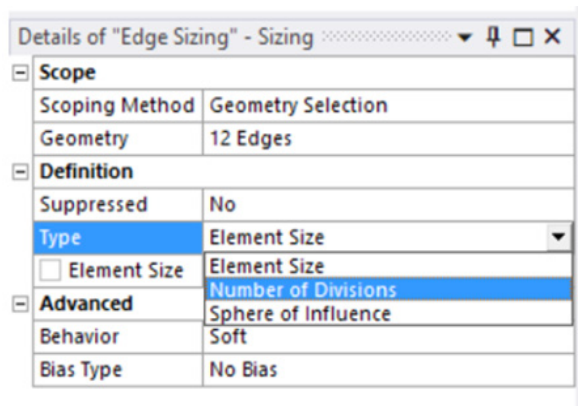 Details of "Edge Sizing" - Sizing
Scope
Scoping Method Geometry Selection
Geometry 12 Edges
Definition
Suppressed No
Type Element Size
Element Size Element Size
Number of Divisions
Advanced Sphere of Influence
Behavior Soft
Bias Type No Bias